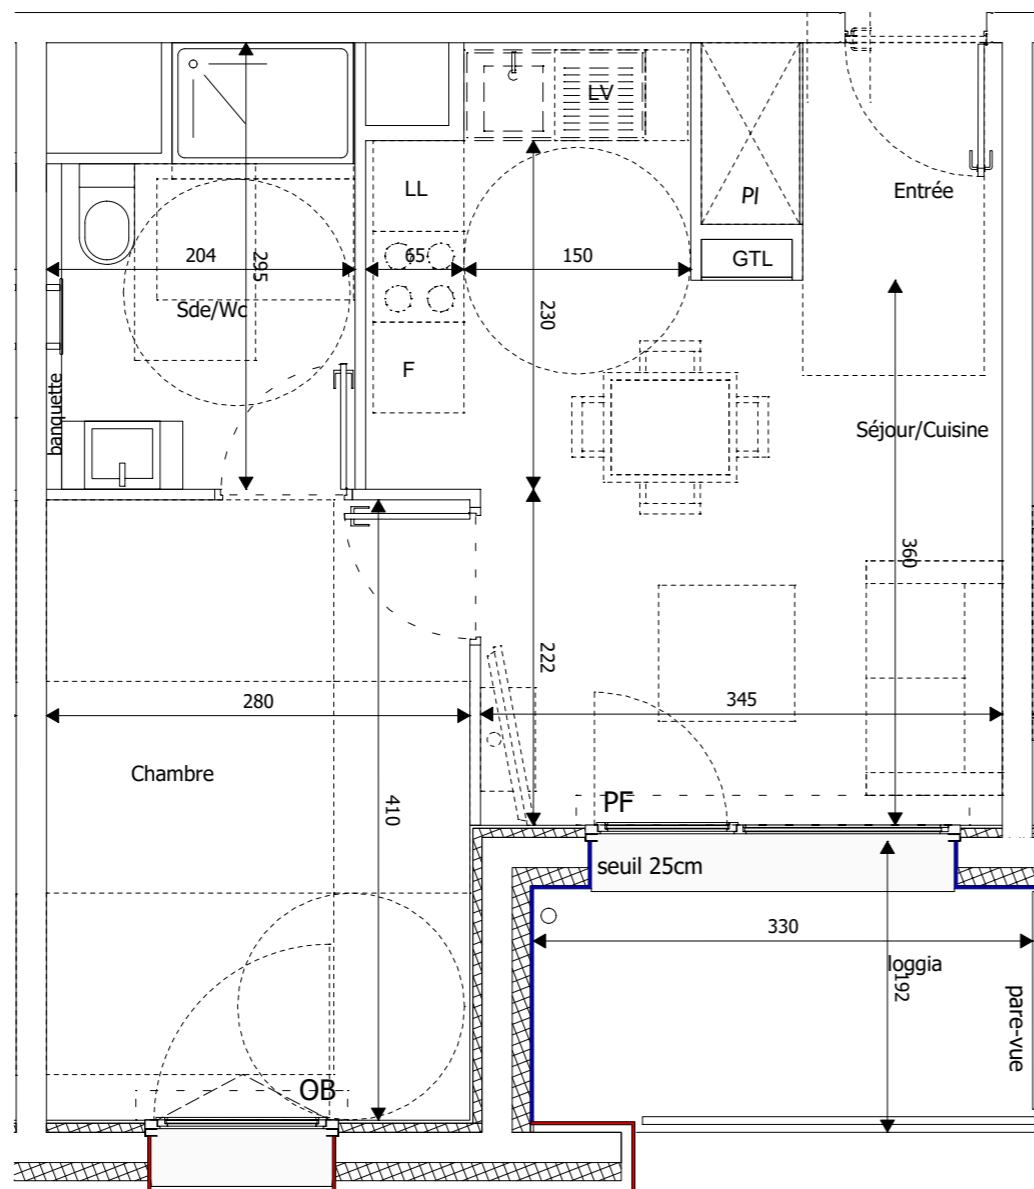 LV
LL
PI
Entrée
204
295
65
150
GTL
Sde/Wc
230
F
banquette
Séjour/Cuisine
360
222
280
345
Chambre
410
PF
seuil 25cm
330
loggia
192
pare-vue
OB